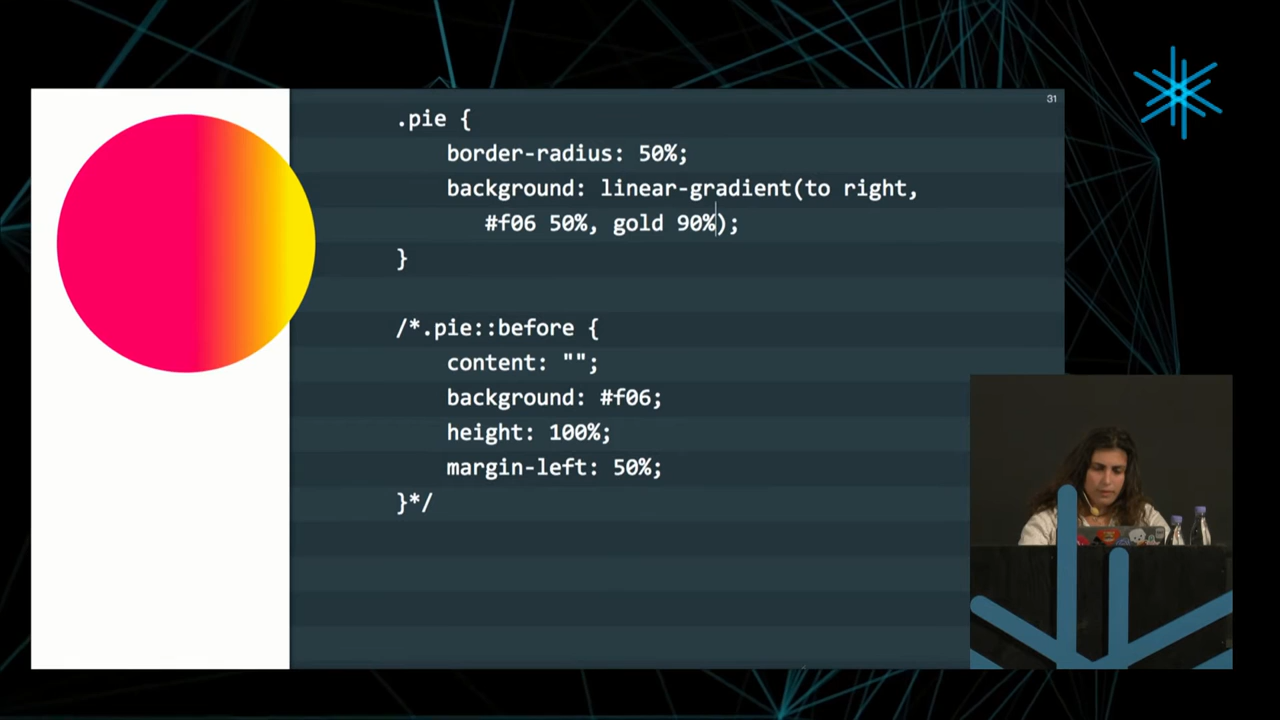 31
.pie {
border-radius: 50%;
background: linear-gradient(to right,
#f06 50%, gold 90%);
}
/*.pie::before {
content: "";
background: #f06;
height: 100%;
margin-left: 50%;
}*/